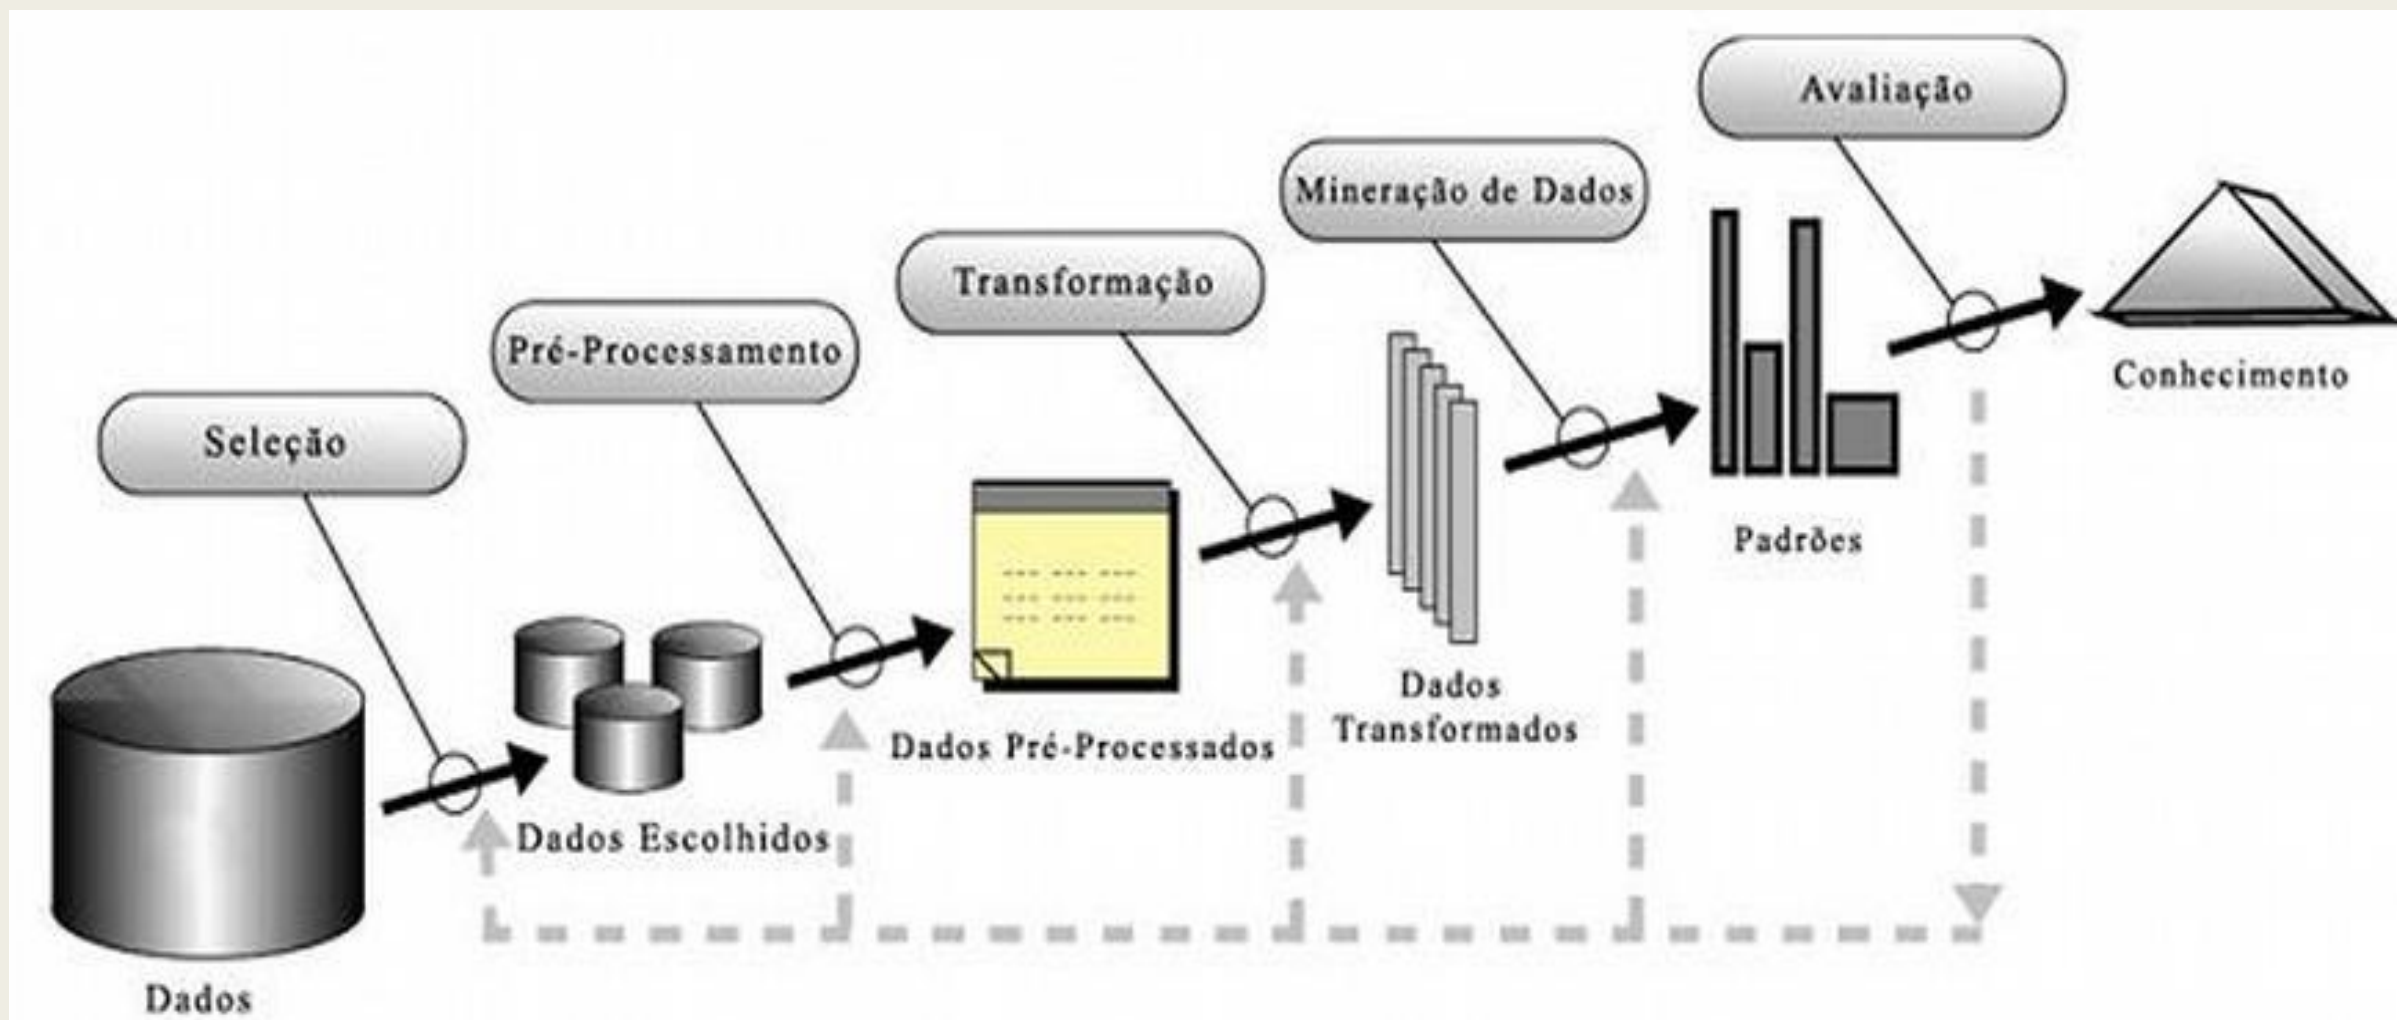 Avaliação
Mineração de Dados
Transformação
Pré-Processamento
Seleção
Conhecimento
Padrões
Dados
Transformados
Dados Pré-Processados
Dados Escolhidos
Dados